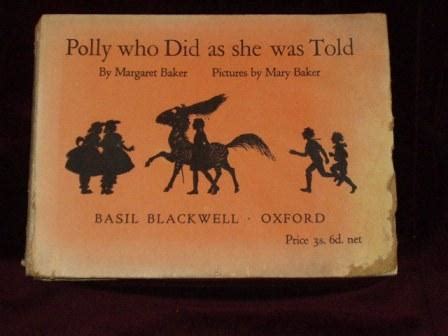 Polly who Did as she was Told
By Margaret Baker Pictures by Mary Baker
BASIL BLACKWELL · OXFORD
Price 3s. 6d. net